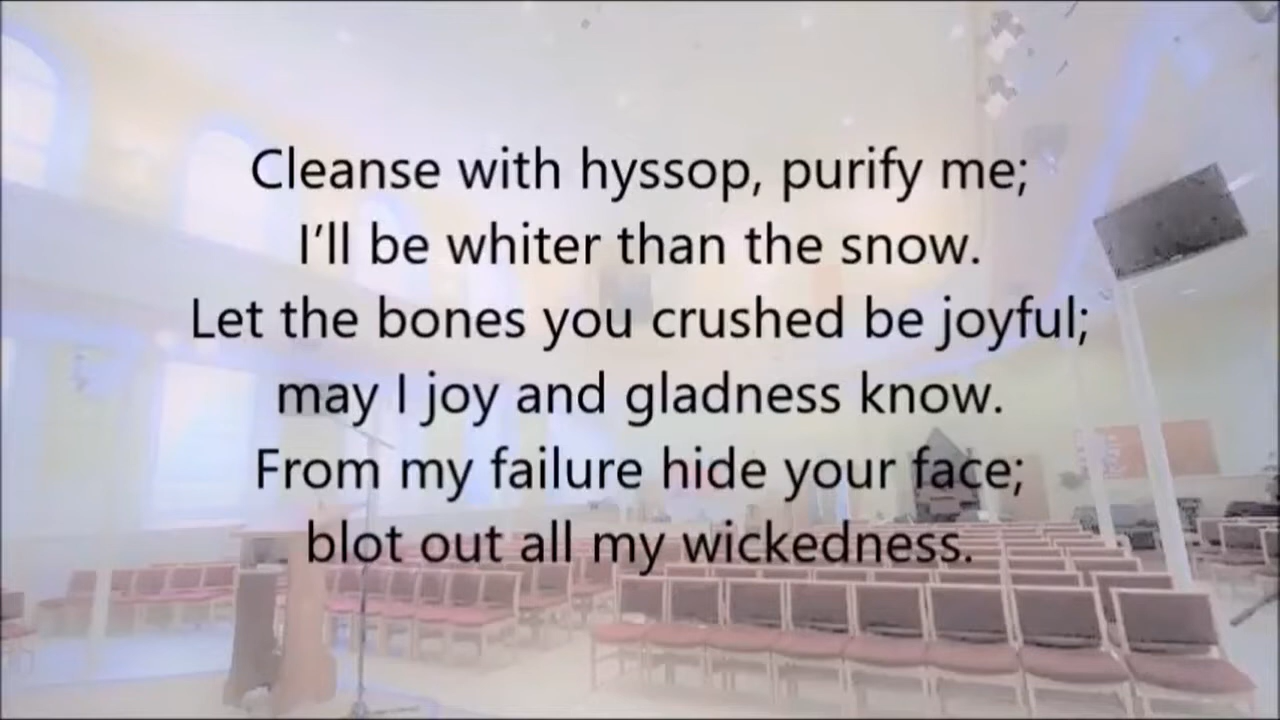 Cleanse with hyssop, purify me;
I’ll be whiter than the snow.
Let the bones you crushed be joyful;
may I joy and gladness know.
From my failure hide your face;
blot out all my wickedness.